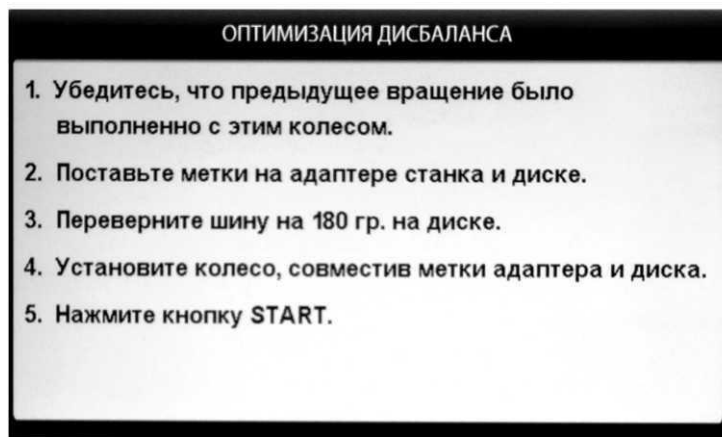 ОПТИМИЗАЦИЯ ДИСБАЛАНСА
1. Убедитесь, что предыдущее вращение было
выполненно с этим колесом.
2. Поставьте метки на адаптере станка и диске.
3. Переверните шину на 180 гр. на диске.
4. Установите колесо, совместив метки адаптера и диска.
5. Нажмите кнопку START.